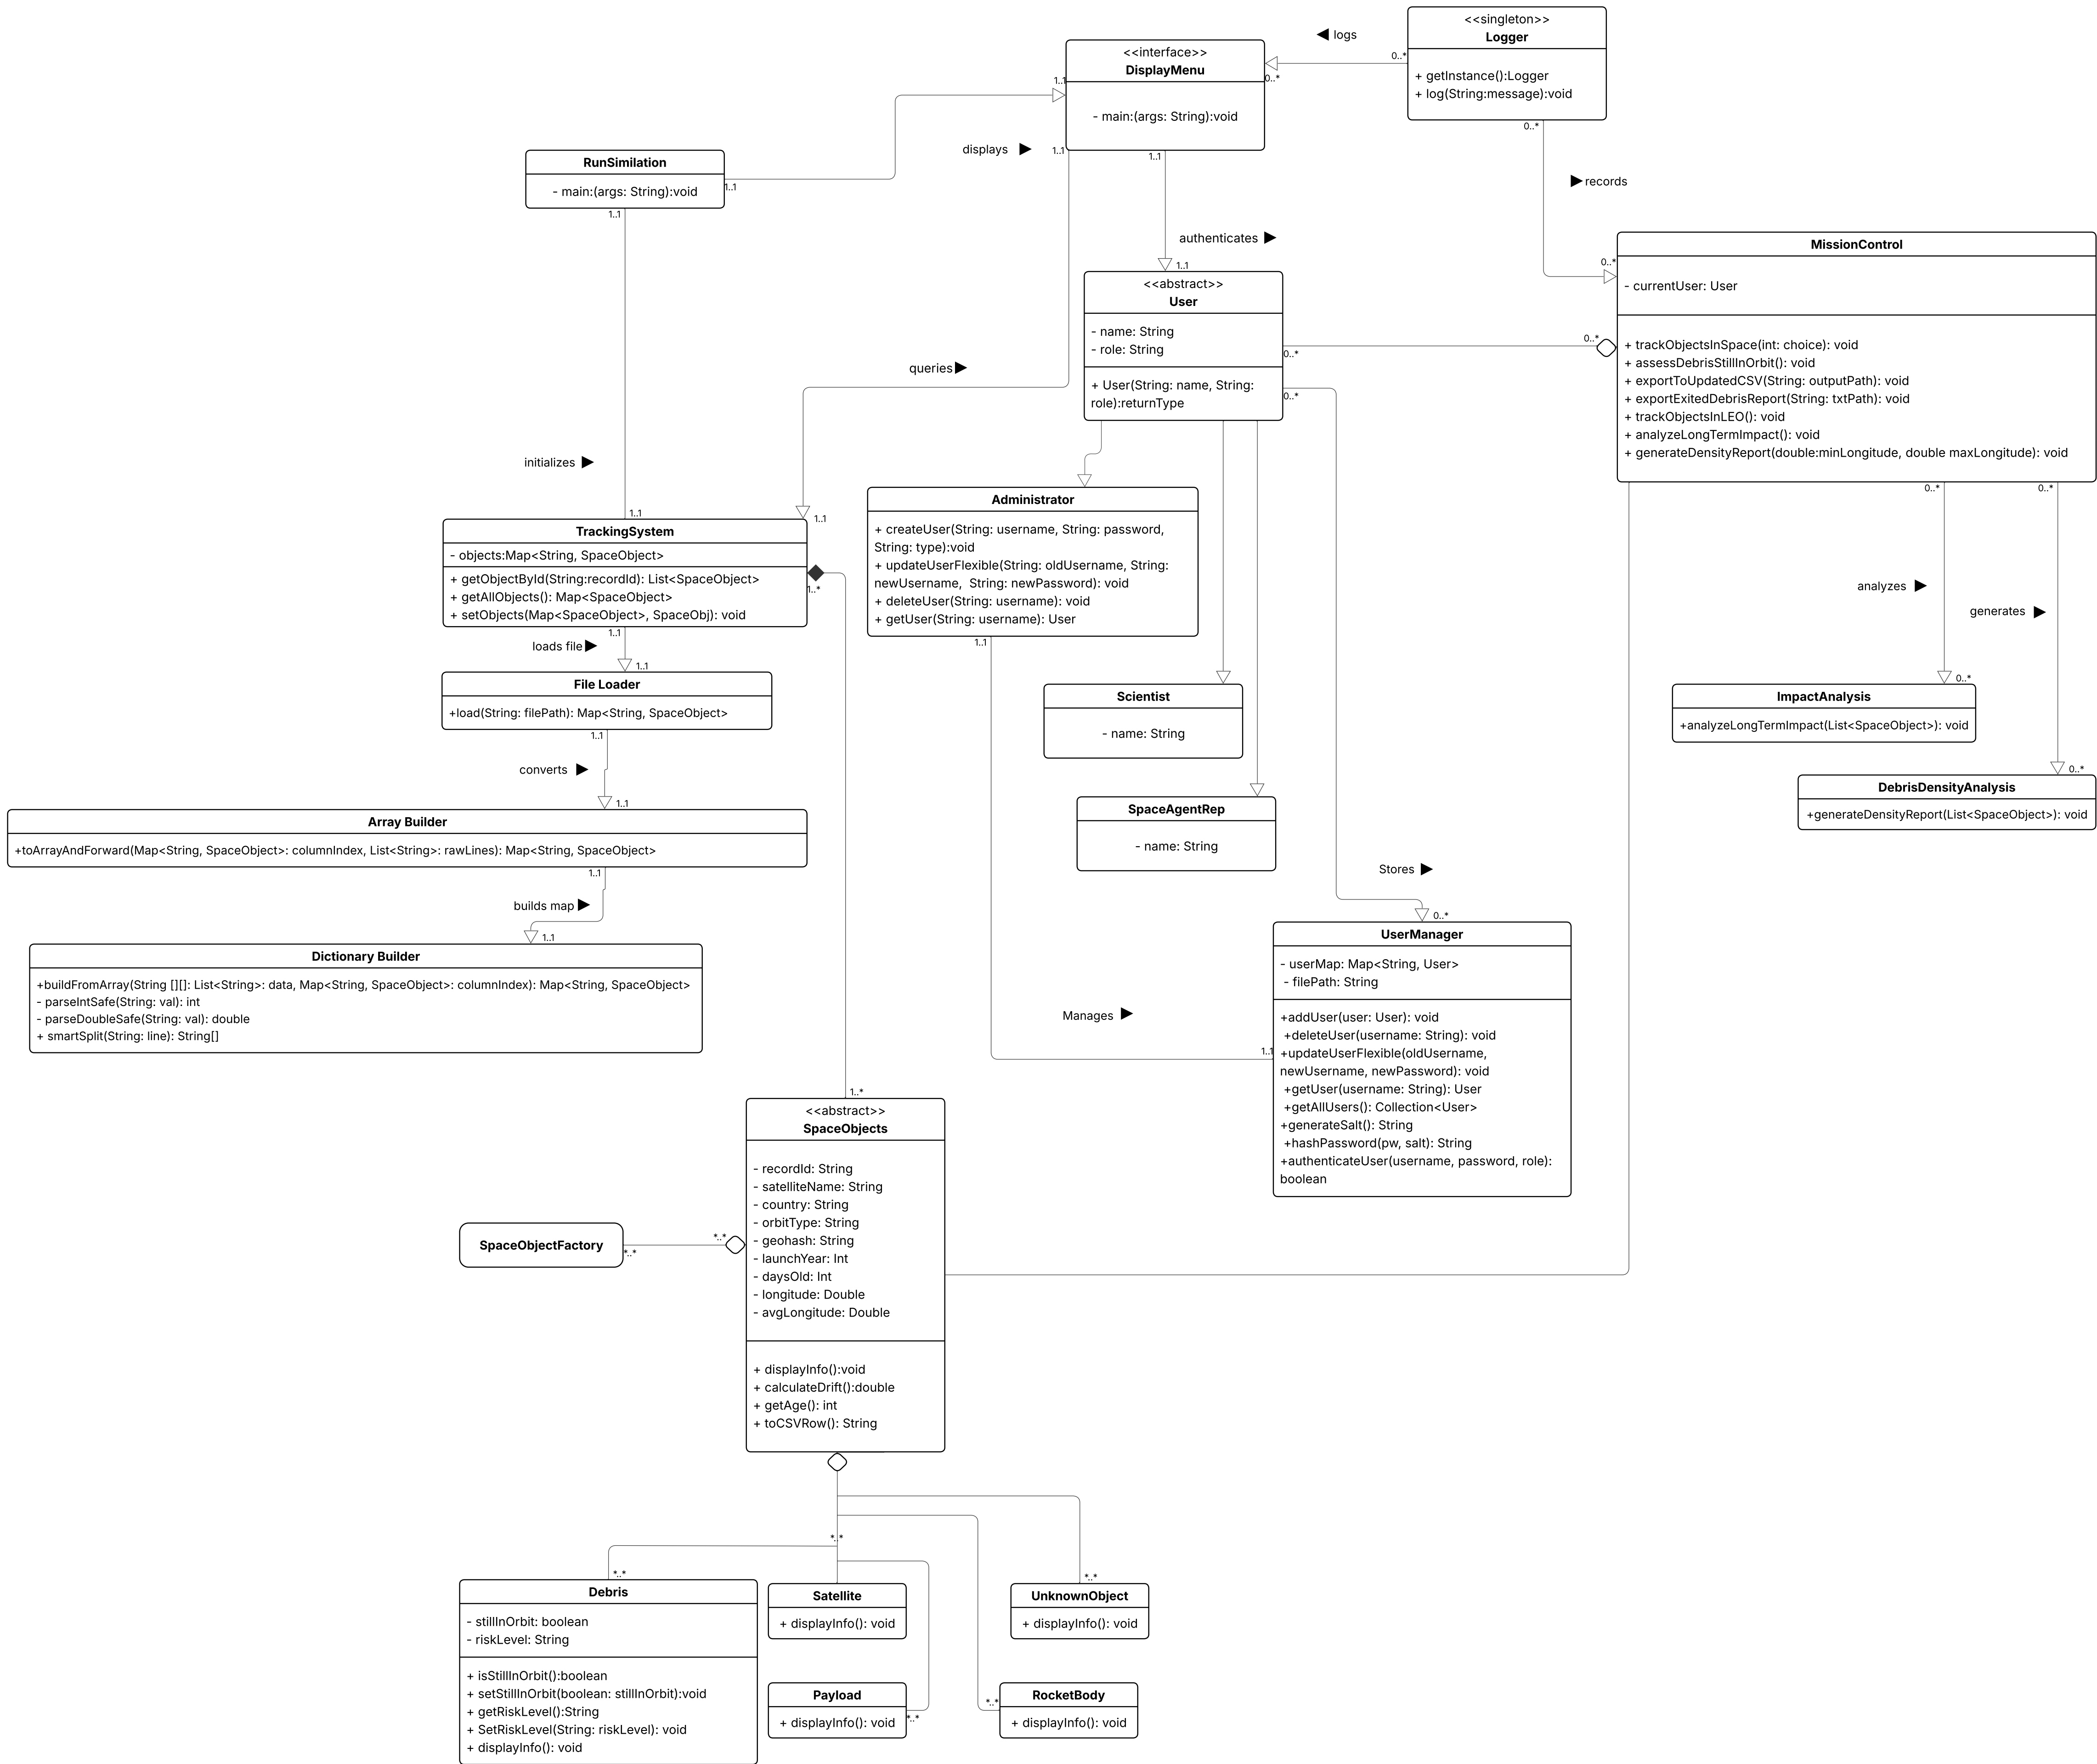 <<singleton>>
Logger
+ getInstance():Logger
+ log(String:message):void
0..*
0..*
logs
0..*
<<interface>>
DisplayMenu
- main:(args: String):void
1..1
1..1
1..1
displays
records
RunSimilation
- main:(args: String):void
1..1
1..1
authenticates
1..1
<<abstract>>
User
- name: String
- role: String
+ User(String: name, String:
role):returnType
0..*
0..*
0..*
0..*
MissionControl
- currentUser: User
+ trackObjectsInSpace(int: choice): void
+ assessDebrisStillInOrbit(): void
+ exportToUpdatedCSV(String: outputPath): void
+ exportExitedDebrisReport(String: txtPath): void
+ trackObjectsInLEO(): void
+ analyzeLongTermImpact(): void
+ generateDensityReport(double:minLongitude, double maxLongitude): void
0..*
0..*
queries
initializes
1..1
1..1
TrackingSystem
- objects:Map<String, SpaceObject>
+ getObjectById(String:recordId): List<SpaceObject>
+ getAllObjects(): Map<SpaceObject>
+ setObjects(Map<SpaceObject>, SpaceObj): void
1..*
1..1
Administrator
+ createUser(String: username, String: password,
String: type):void
+ updateUserFlexible(String: oldUsername, String:
newUsername,  String: newPassword): void
+ deleteUser(String: username): void
+ getUser(String: username): User
1..1
analyzes
generates
loads file
1..1
File Loader
+load(String: filePath): Map<String, SpaceObject>
1..1
Scientist
- name: String
0..*
ImpactAnalysis
+analyzeLongTermImpact(List<SpaceObject>): void
converts
1..1
0..*
DebrisDensityAnalysis
+generateDensityReport(List<SpaceObject>): void
SpaceAgentRep
- name: String
Array Builder
+toArrayAndForward(Map<String, SpaceObject>: columnIndex, List<String>: rawLines): Map<String, SpaceObject>
1..1
Stores
0..*
builds map
1..1
Dictionary Builder
+buildFromArray(String [][]: List<String>: data, Map<String, SpaceObject>: columnIndex): Map<String, SpaceObject>
- parseIntSafe(String: val): int
- parseDoubleSafe(String: val): double
+ smartSplit(String: line): String[]
Manages
1..1
UserManager
- userMap: Map<String, User>
- filePath: String
+addUser(user: User): void
+deleteUser(username: String): void
+updateUserFlexible(oldUsername,
newUsername, newPassword): void
+getUser(username: String): User
+getAllUsers(): Collection<User>
+generateSalt(): String
+hashPassword(pw, salt): String
+authenticateUser(username, password, role):
boolean
1..*
<<abstract>>
SpaceObjects
- recordId: String
- satelliteName: String
- country: String
- orbitType: String
- geohash: String
- launchYear: Int
- daysOld: Int
- longitude: Double
- avgLongitude: Double
+ displayInfo():void
+ calculateDrift():double
+ getAge(): int
+ toCSVRow(): String
SpaceObjectFactory
*..*
*..*
*..*
*..*
Debris
- stillInOrbit: boolean
- riskLevel: String
+ isStillInOrbit():boolean
+ setStillInOrbit(boolean: stillInOrbit):void
+ getRiskLevel():String
+ SetRiskLevel(String: riskLevel): void
+ displayInfo(): void
Satellite
+ displayInfo(): void
*..*
UnknownObject
+ displayInfo(): void
Payload
+ displayInfo(): void
*..*
*..*
RocketBody
+ displayInfo(): void